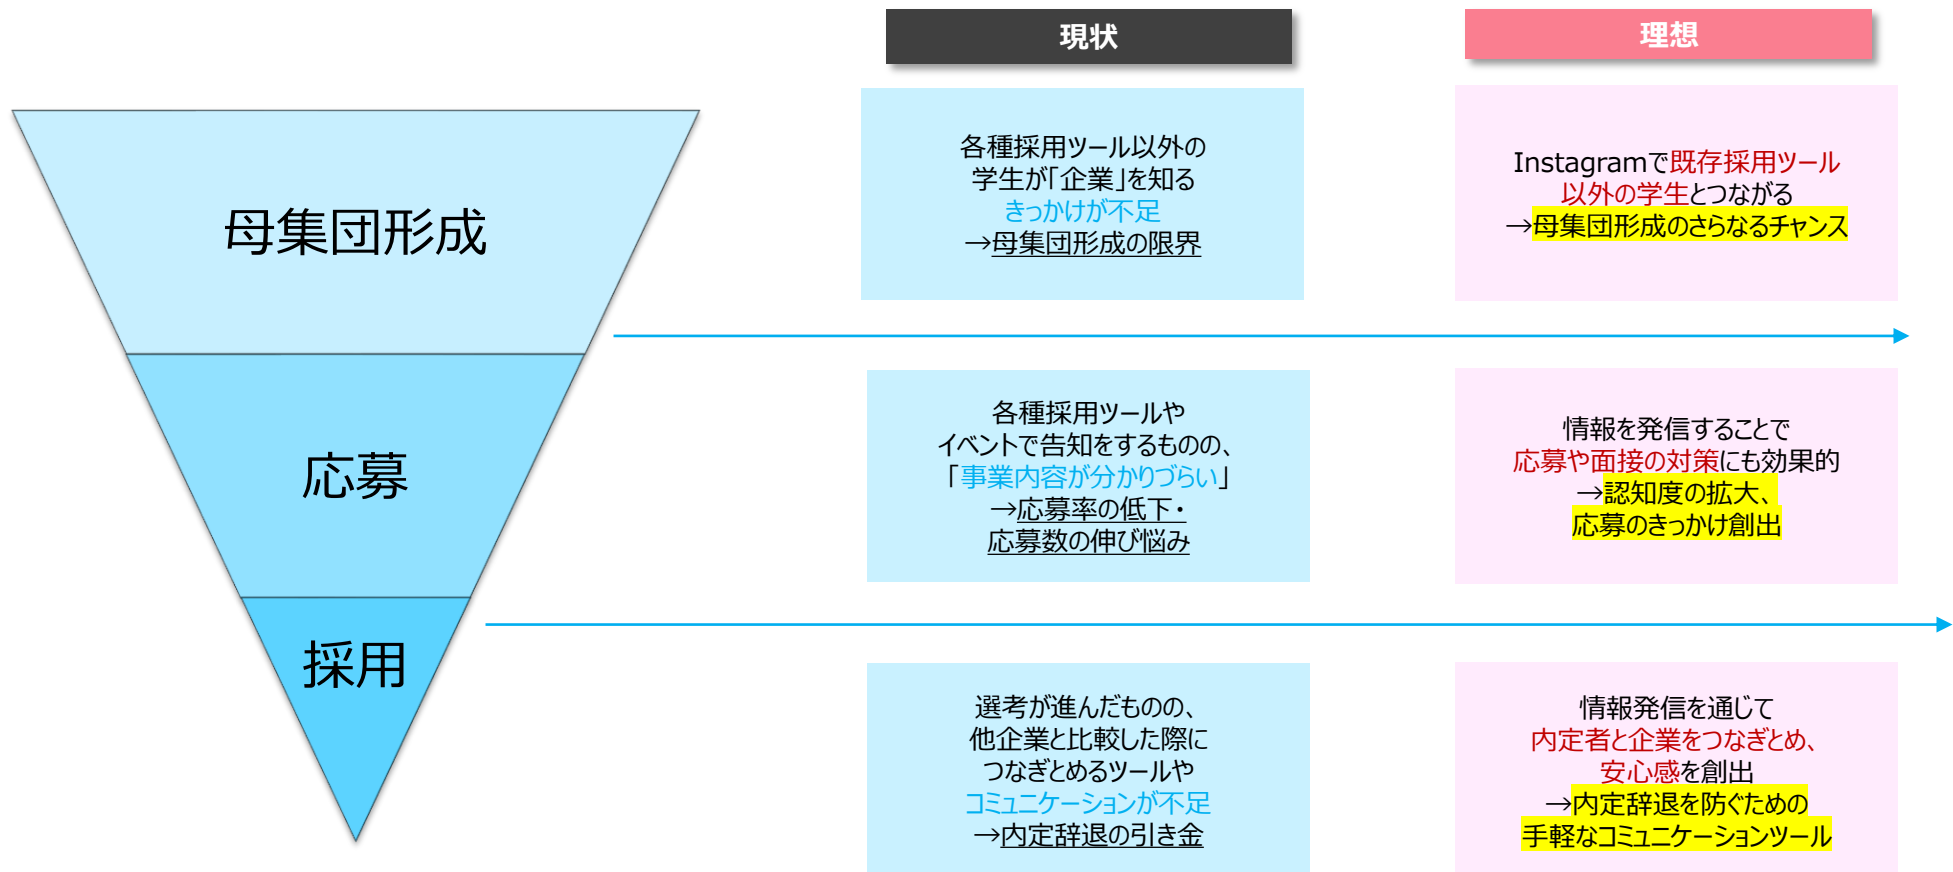 現状
理想
母集団形成
各種採用ツール以外の
学生が「企業」を知る
きっかけが不足
→母集団形成の限界
Instagramで既存採用ツール
以外の学生とつながる
→母集団形成のさらなるチャンス
応募
各種採用ツールや
イベントで告知をするものの、
「事業内容が分かりづらい」
→応募率の低下・
応募数の伸び悩み
情報を発信することで
応募や面接の対策にも効果的
→認知度の拡大、
応募のきっかけ創出
採用
選考が進んだものの、
他企業と比較した際に
つなぎとめるツールや
コミュニケーションが不足
→内定辞退の引き金
情報発信を通じて
内定者と企業をつなぎとめ、
安心感を創出
→内定辞退を防ぐための
手軽なコミュニケーションツール